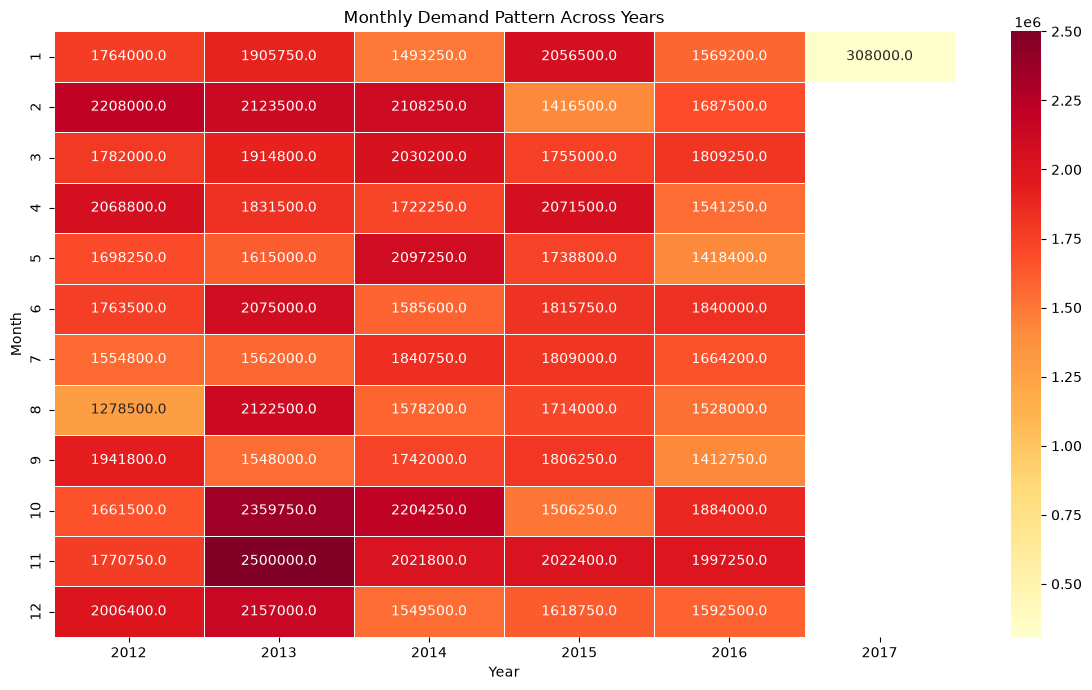 Monthly Demand Pattern Across Years
1e6
1 1764000.0 1905750.0 1493250.0 2056500.0 1569200.0 308000.0
2 2208000.0 2123500.0 2108250.0 1416500.0 1687500.0
3 1782000.0 1914800.0 2030200.0 1755000.0 1809250.0
4 2068800.0 1831500.0 1722250.0 2071500.0 1541250.0
5 1698250.0 1615000.0 2097250.0 1738800.0 1418400.0
6 1763500.0 2075000.0 1585600.0 1815750.0 1840000.0
7 1554800.0 1562000.0 1840750.0 1809000.0 1664200.0
8 1278500.0 2122500.0 1578200.0 1714000.0 1528000.0
9 1941800.0 1548000.0 1742000.0 1806250.0 1412750.0
10 1661500.0 2359750.0 2204250.0 1506250.0 1884000.0
11 1770750.0 2500000.0 2021800.0 2022400.0 1997250.0
12 2006400.0 2157000.0 1549500.0 1618750.0 1592500.0
2012 2013 2014 2015 2016 2017
Year
Month
2.50
2.25
2.00
1.75
1.50
1.25
1.00
0.75
0.50